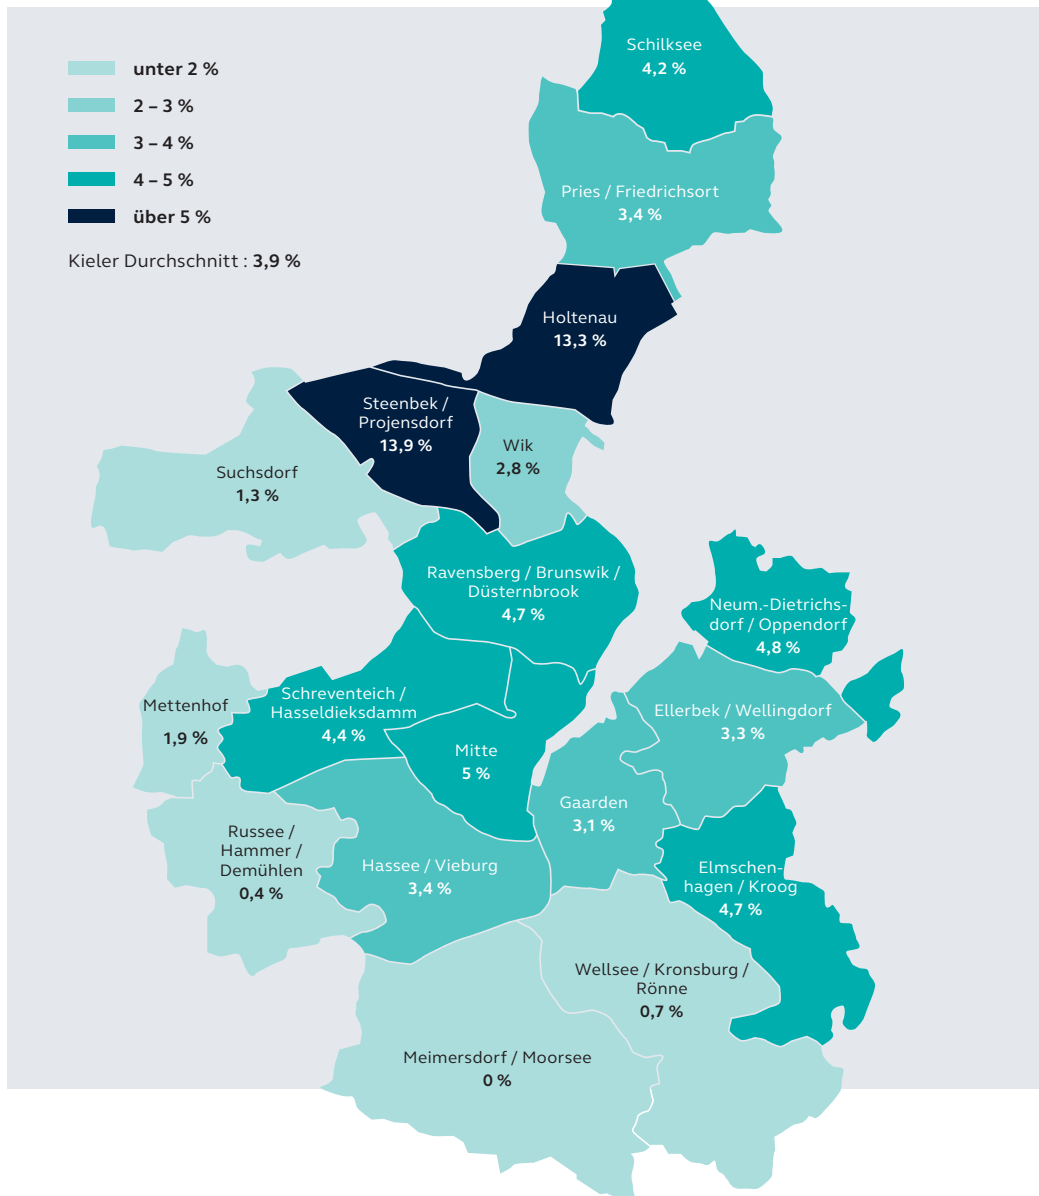 unter 2 %
2 – 3 %
3 – 4 %
4 – 5 %
über 5 %
Kieler Durchschnitt : 3,9 %
Schilksee
4,2 %
Pries / Friedrichsort
3,4 %
Holtenau
13,3 %
Steenbek /
Projensdorf
13,9 %
Wik
2,8 %
Suchsdorf
1,3 %
Ravensberg / Brunswik /
Düsternbrook
4,7 %
Neum.-Dietrichs-
dorf / Oppendorf
4,8 %
Schreventeich /
Hasseldieksdamm
4,4 %
Mettenhof
1,9 %
Ellerbek / Wellingdorf
3,3 %
Mitte
5 %
Gaarden
3,1 %
Russee /
Hammer /
Demühlen
0,4 %
Hassee / Vieburg
3,4 %
Elmschen-
hagen / Kroog
4,7 %
Wellsee / Kronsburg /
Rönne
0,7 %
Meimersdorf / Moorsee
0 %